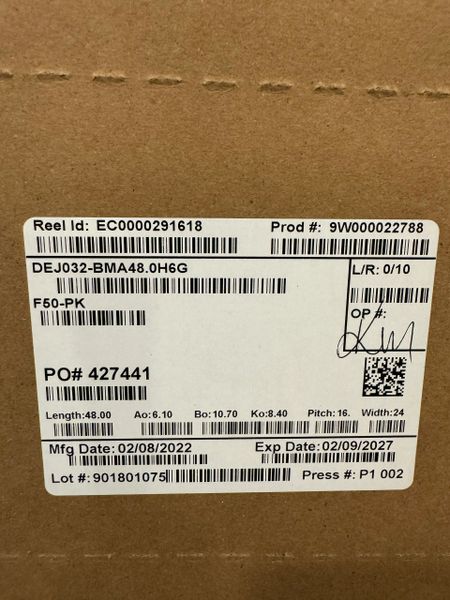 Reel Id: EC0000291618 Prod #: 9W000022788
DEJ032-BMA48.0H6G L/R: 0/10
F50-PK
OP #:
PO# 427441
Length:48.00 Ao:6.10 Bo:10.70 Ko:8.40 Pitch:16. Width:24
Mfg Date: 02/08/2022 Exp Date: 02/09/2027
Lot #: 901801075 Press #: P1 002